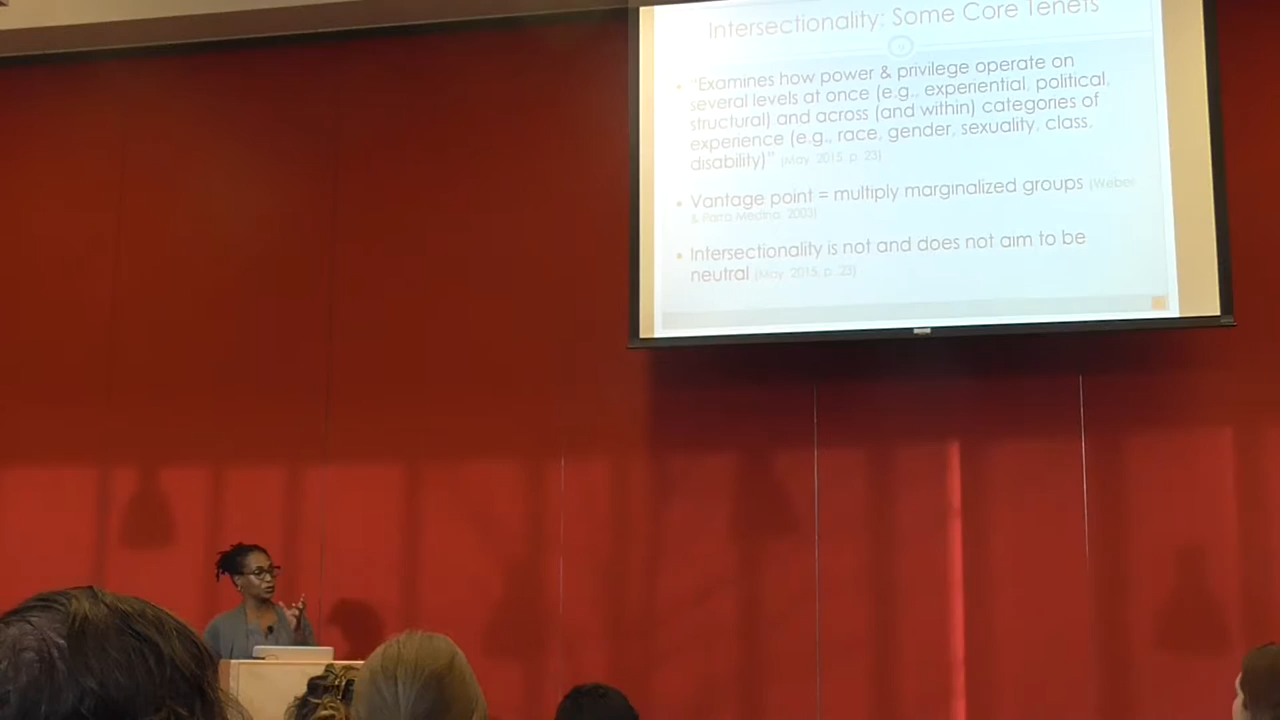 Intersectionality: Some Core Tenets
• "Examines how power & privilege operate on
several levels at once (e.g., experiential, political,
structural) and across (and within) categories of
experience (e.g., race, gender, sexuality, class,
disability)" (May, 2015, p. 23)
• Vantage point = multiply marginalized groups (Weber
& Parra Medina, 2003)
• Intersectionality is not and does not aim to be
neutral (May, 2015, p. 23)